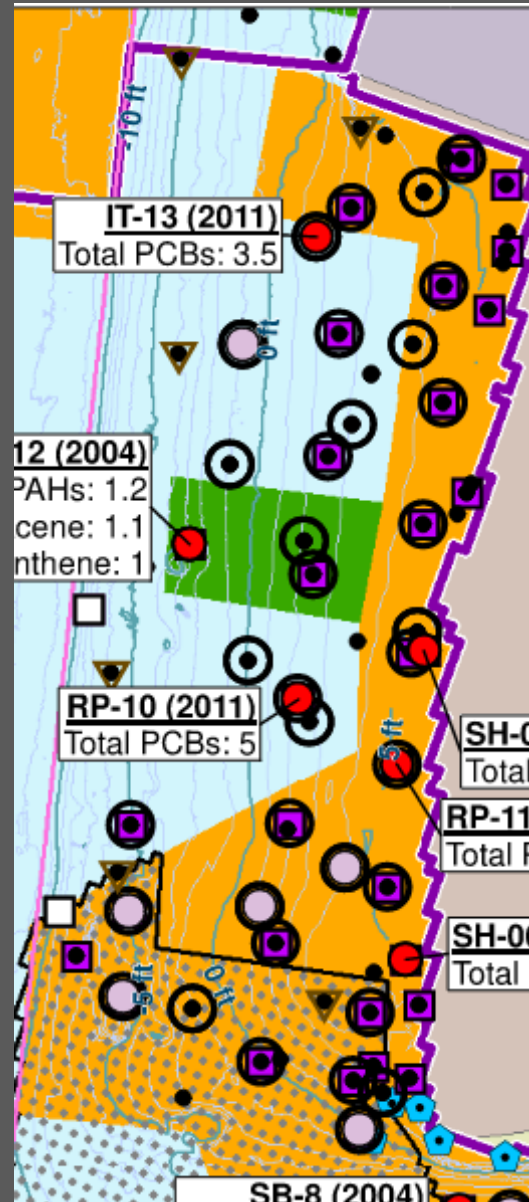 -10 ft
IT-13 (2011)
Total PCBs: 3.5
0 ft
12 (2004)
PAHs: 1.2
cene: 1.1
nthene: 1
RP-10 (2011)
Total PCBs: 5
SH-0
Total
5 ft
RP-11
Total
SH-06
Total
-5 ft
0 ft
SB-8 (2004)